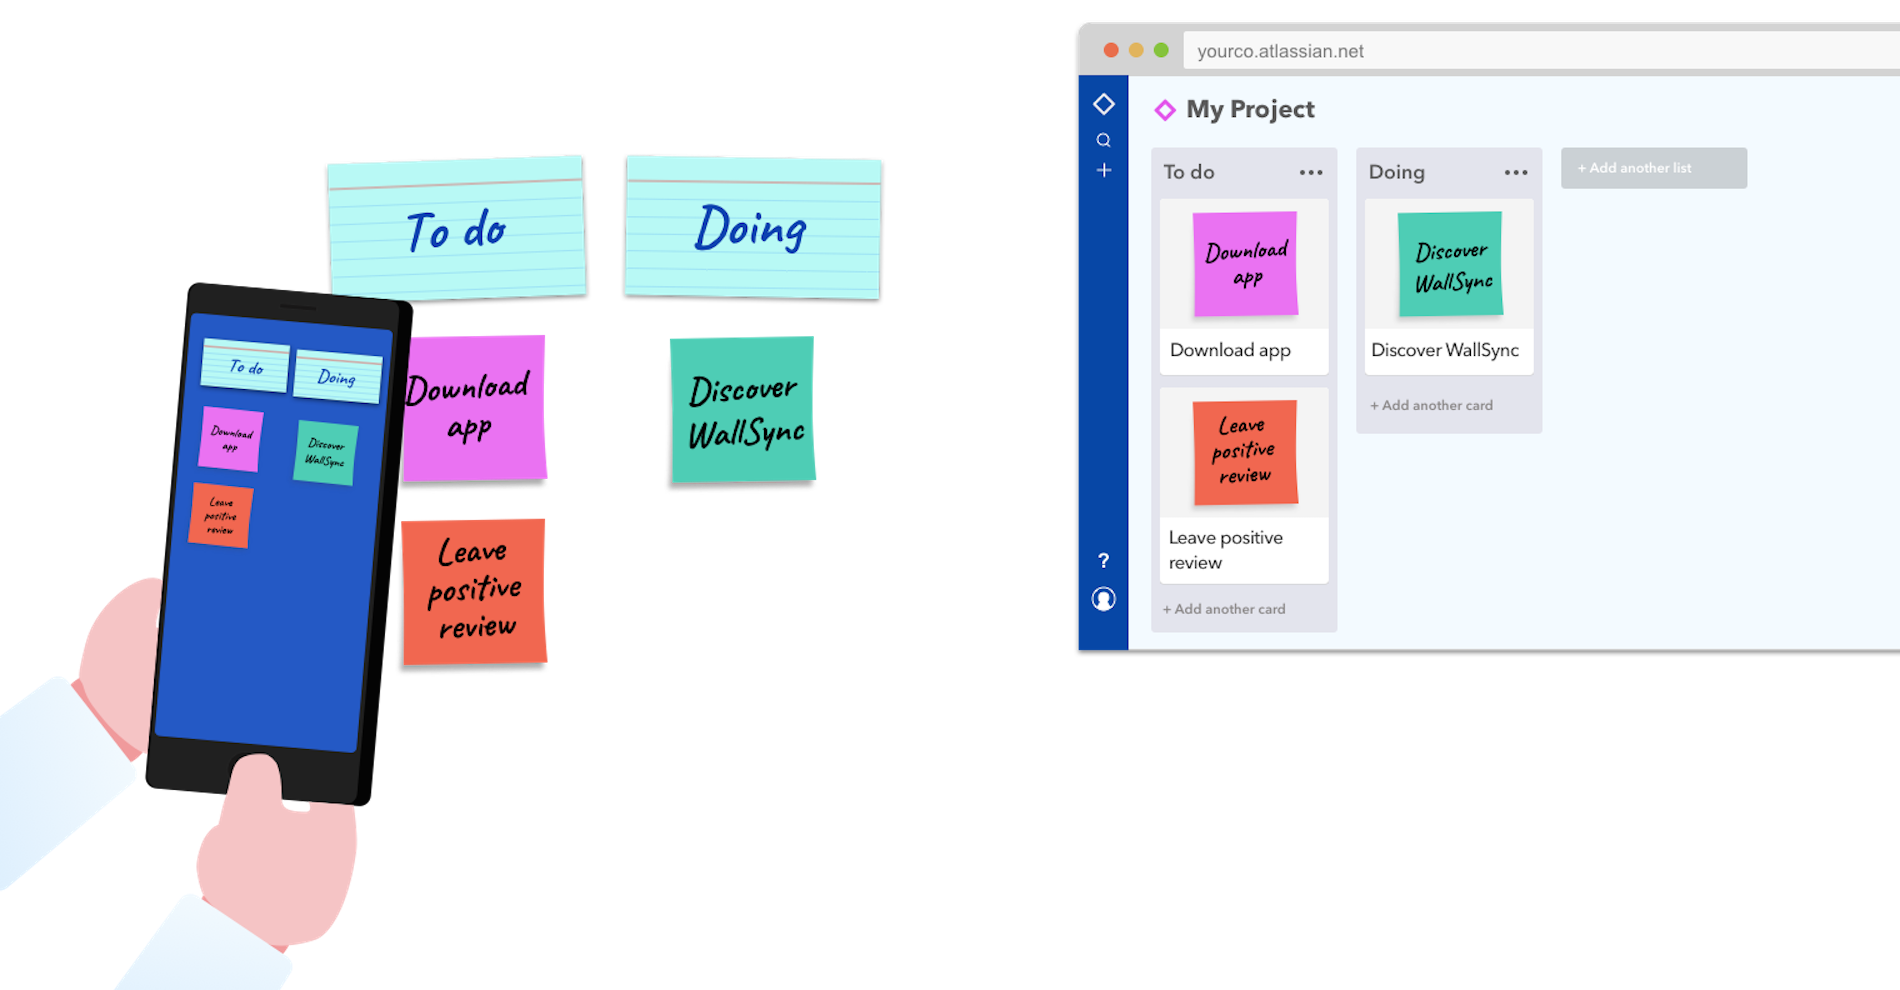 To do
Doing
Download
app
Discover
WallSync
Leave
positive
review
To do
Doing
Download
app
Discover
WallSync
Leave
positive
review
yourco.atlassian.net
My Project
To do
Doing
+ Add another list
Download
app
Discover
WallSync
Download app
Discover WallSync
+ Add another card
Leave
positive
review
Leave positive
review
+ Add another card
?